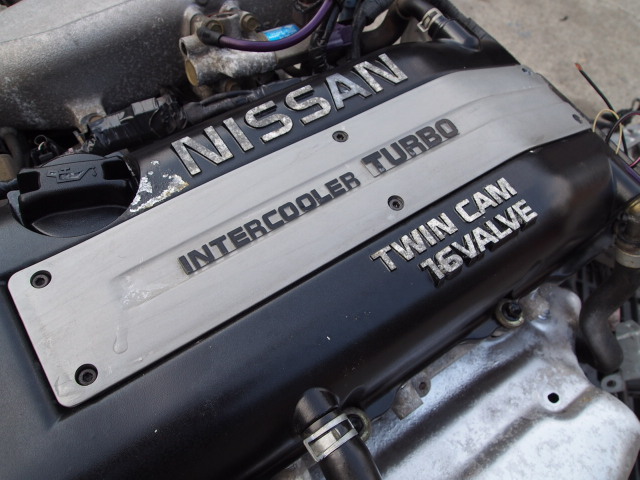 NISSAN
INTERCOOLER TURBO
TWIN CAM
16VALVE